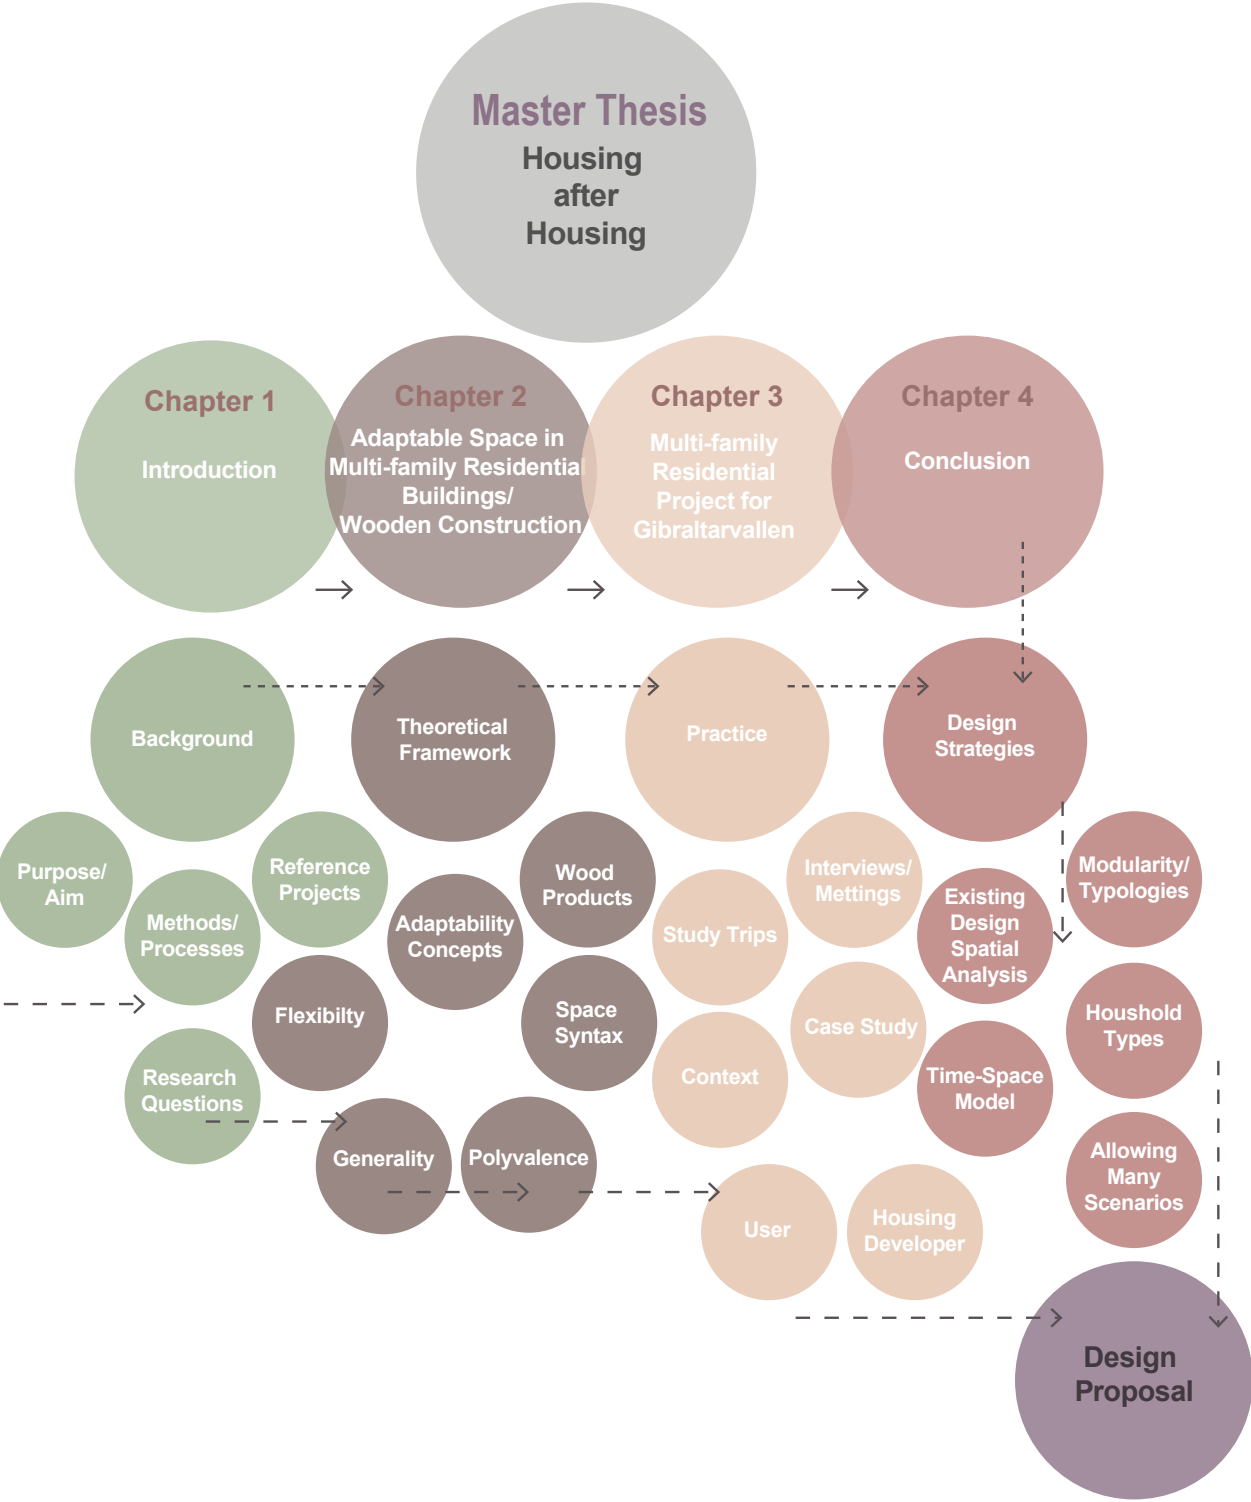 Master Thesis
Housing
after
Housing
Chapter 1
Introduction
Chapter 2
Adaptable Space in
Multi-family Residential
Buildings/
Wooden Construction
Chapter 3
Multi-family
Residential
Project for
Gibraltarvallen
Chapter 4
Conclusion
Background
Theoretical
Framework
Practice
Design
Strategies
Purpose/
Aim
Methods/
Processes
Reference
Projects
Research
Questions
Flexibilty
Adaptability
Concepts
Wood
Products
Space
Syntax
Generality
Polyvalence
Study Trips
Interviews/
Mettings
Context
Case Study
User
Housing
Developer
Existing
Design
Spatial
Analysis
Modularity/
Typologies
Time-Space
Model
Houshold
Types
Allowing
Many
Scenarios
Design
Proposal